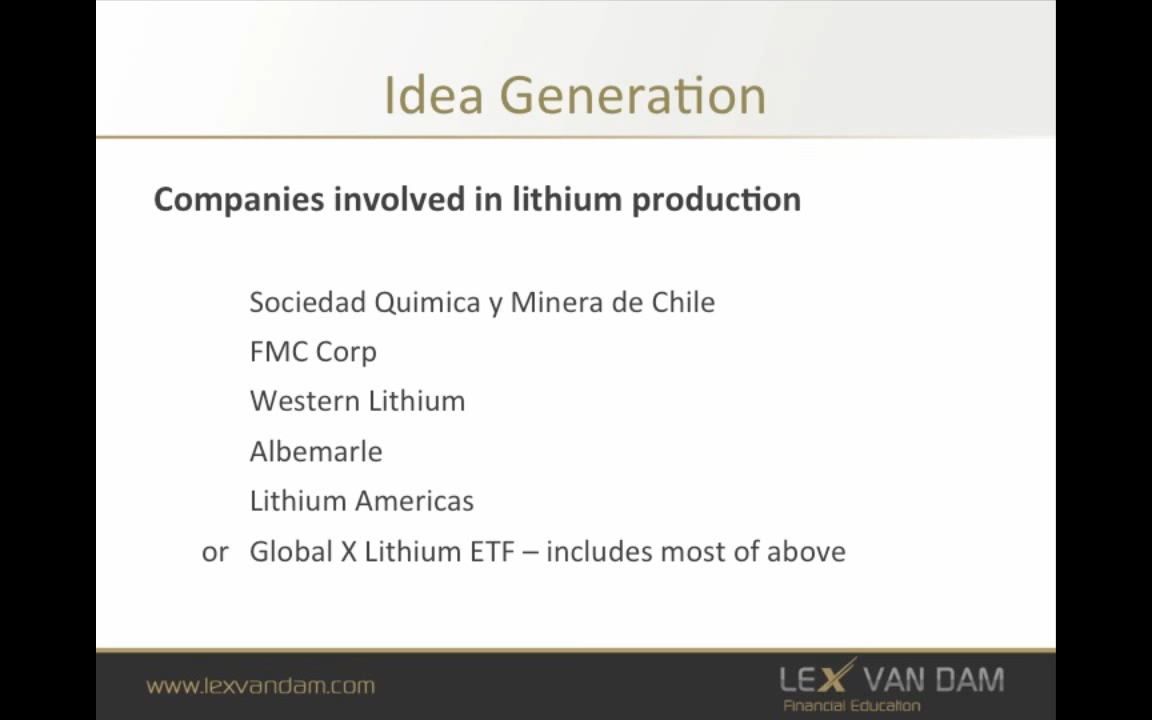 Idea Generation
Companies involved in lithium production
Sociedad Quimica y Minera de Chile
FMC Corp
Western Lithium
Albemarle
Lithium Americas
or Global X Lithium ETF – includes most of above
www.lexvandam.com
LEX VAN DAM
Financial Education